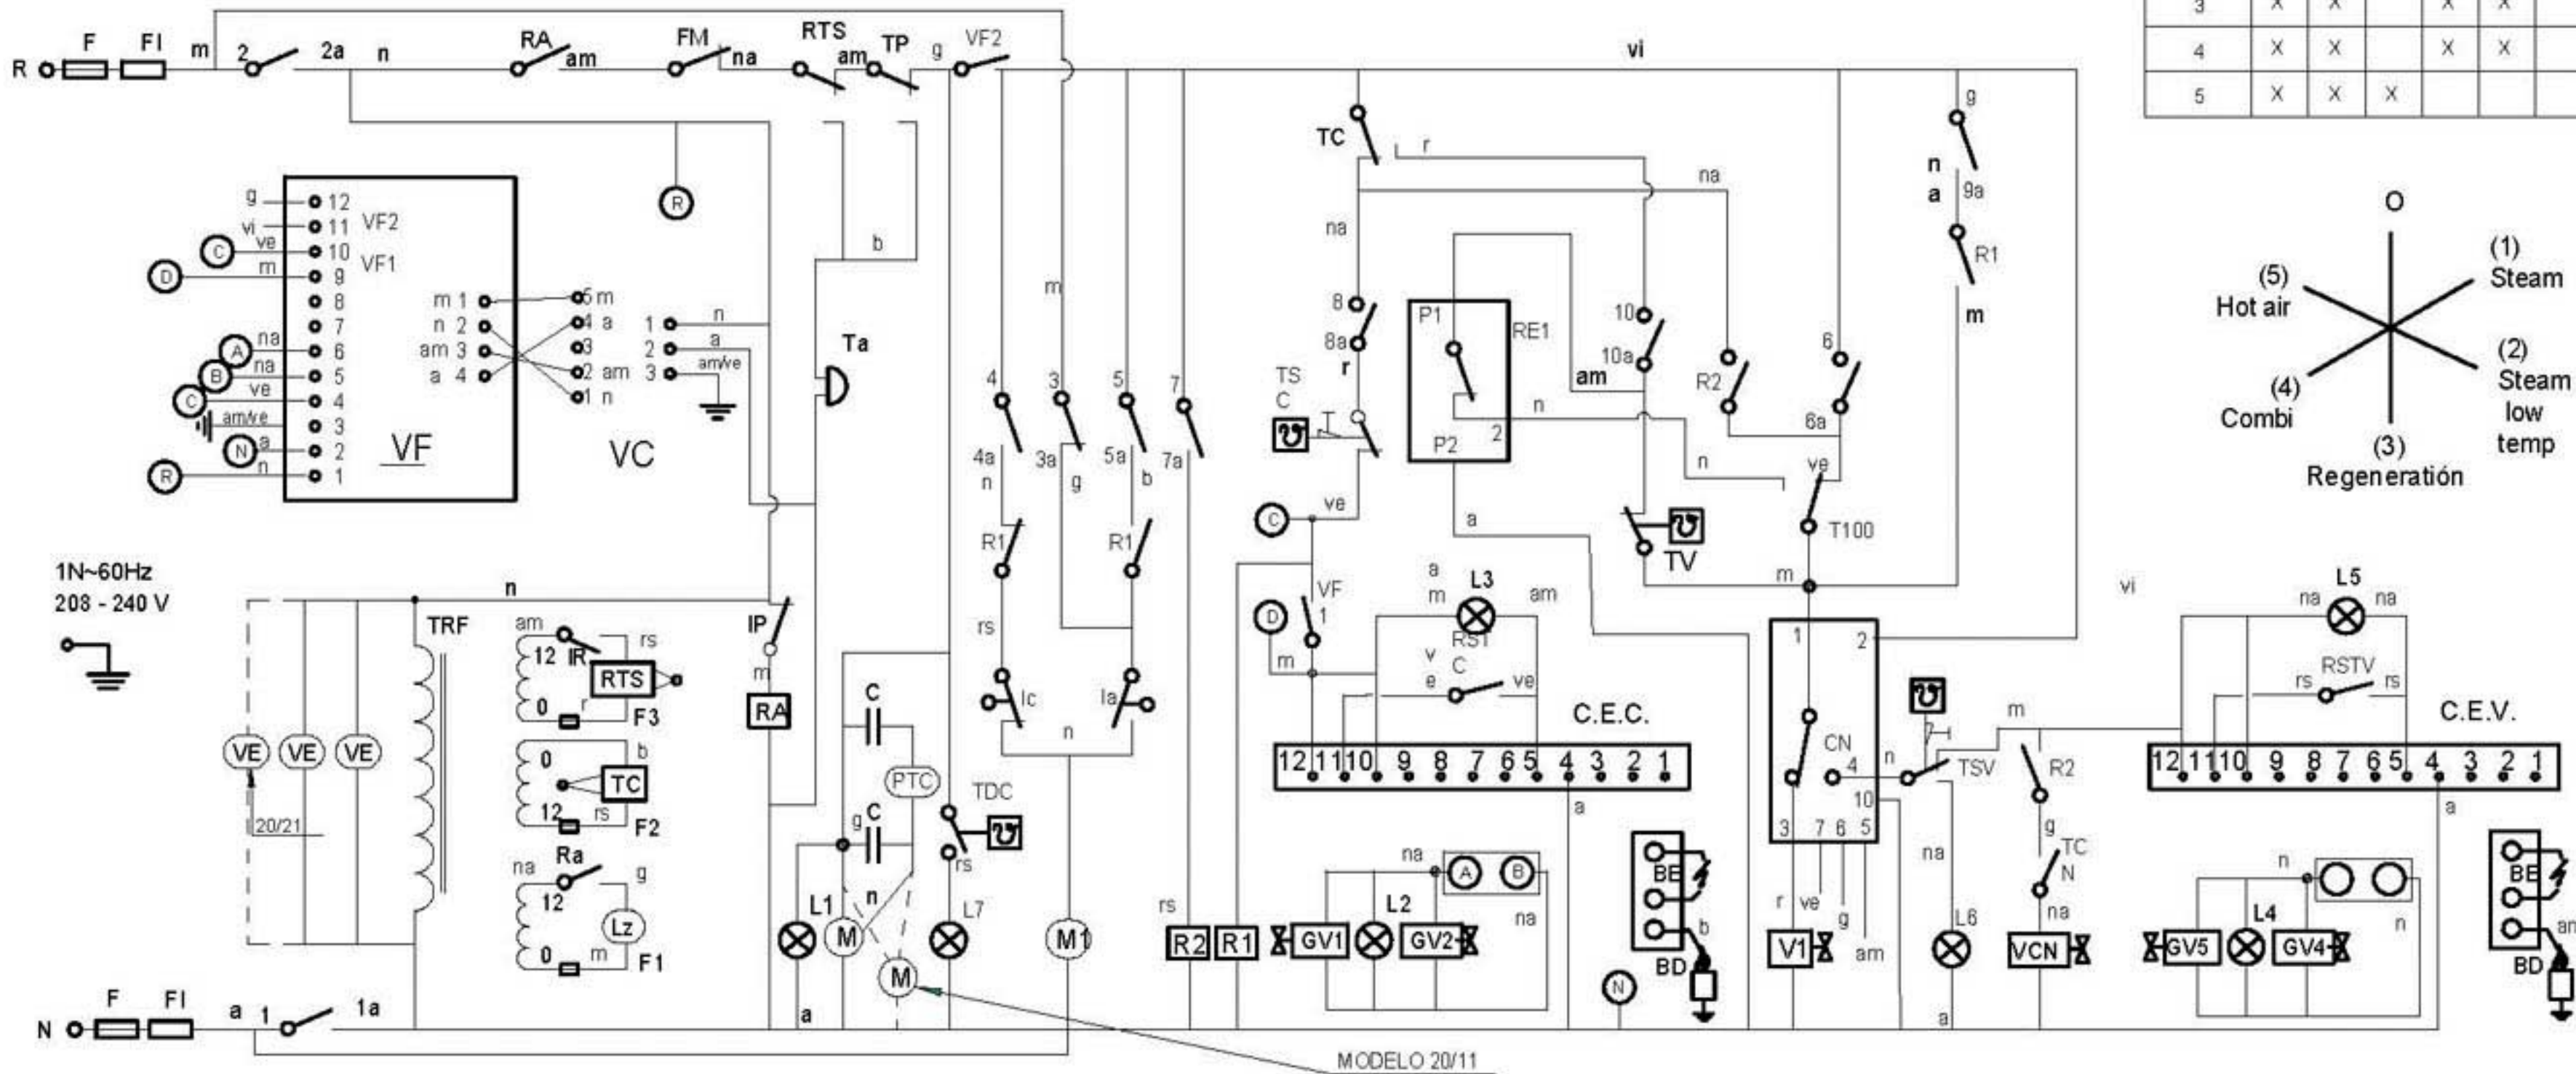 3 X X X X
4 X X X X
5 X X X
R F FI m 2 2a n RA am FM na RTS am TP g VF2 vi
TC r na na
g n a 9a R1 m
O
(1) Steam
(2) Steam low temp
(3) Regeneratión
(4) Combi
(5) Hot air
g 12
vi 11 VF2
C ve 10
D m 9 VF1
8
7
A na 6
B na 5
C ve 4
am/ve 3
N a 2
R n 1
VF
m 1
n 2
am 3
a 4
5 m
4 a
3
2 am
1 n
VC
1 n
2 a
3 am/ve
R
b
Ta
m
4 3 5 7
4a 3a 5a 7a
n g b
R1 R1
rs
Ic Ia
n
M1
8
8a
r
TS C
C ve
P1 RE1
P2 2
am n a
10
10a
R2
6
6a
ve
n
T100
TV
m
1N~60Hz
208 - 240 V
n
TRF
VE VE VE
20/21
am 12 IR rs
RTS
0 r F3
0 b
TC
12 rs F2
na Ra g
12
Lz
0 m F1
IP
m
RA
C
PTC
g C
TDC
rs
L1 n M L7
M
a
rs
R2 R1
VF 1
D
m
a m L3 am
v e RST C ve
C.E.C.
12 11 10 9 8 7 6 5 4 3 2 1
a
na A B
GV1 L2 GV2
na
N
BE
b
BD
1 2
CN
4 n
10
3 7 6 5
r ve g am
V1
TSV
m
R2
g
TC N
na
VCN
na
L6
a
vi
na L5 na
rs RSTV rs
C.E.V.
12 11 10 9 8 7 6 5 4 3 2 1
a
n
GV5 L4 GV4
n
BE
an
BD
N F FI a 1 1a
MODELO 20/11